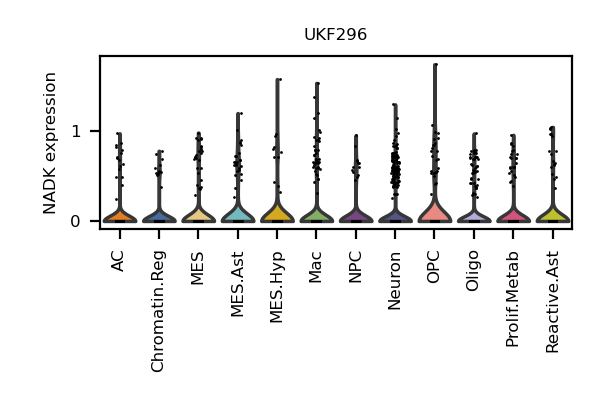 UKF296
NADK expression
1
0
AC
Chromatin.Reg
MES
MES.Ast
MES.Hyp
Mac
NPC
Neuron
OPC
Oligo
Prolif.Metab
Reactive.Ast